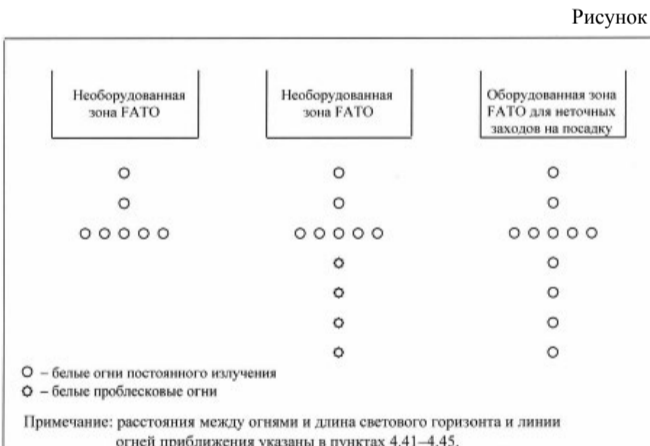 Рисунок
Необорудованная
зона FATO
Необорудованная
зона FATO
Оборудованная зона
FATO для неточных
заходов на посадку
– белые огни постоянного излучения
– белые проблесковые огни
Примечание: расстояния между огнями и длина светового горизонта и линии
огней приближения указаны в пунктах 4.41–4.45.